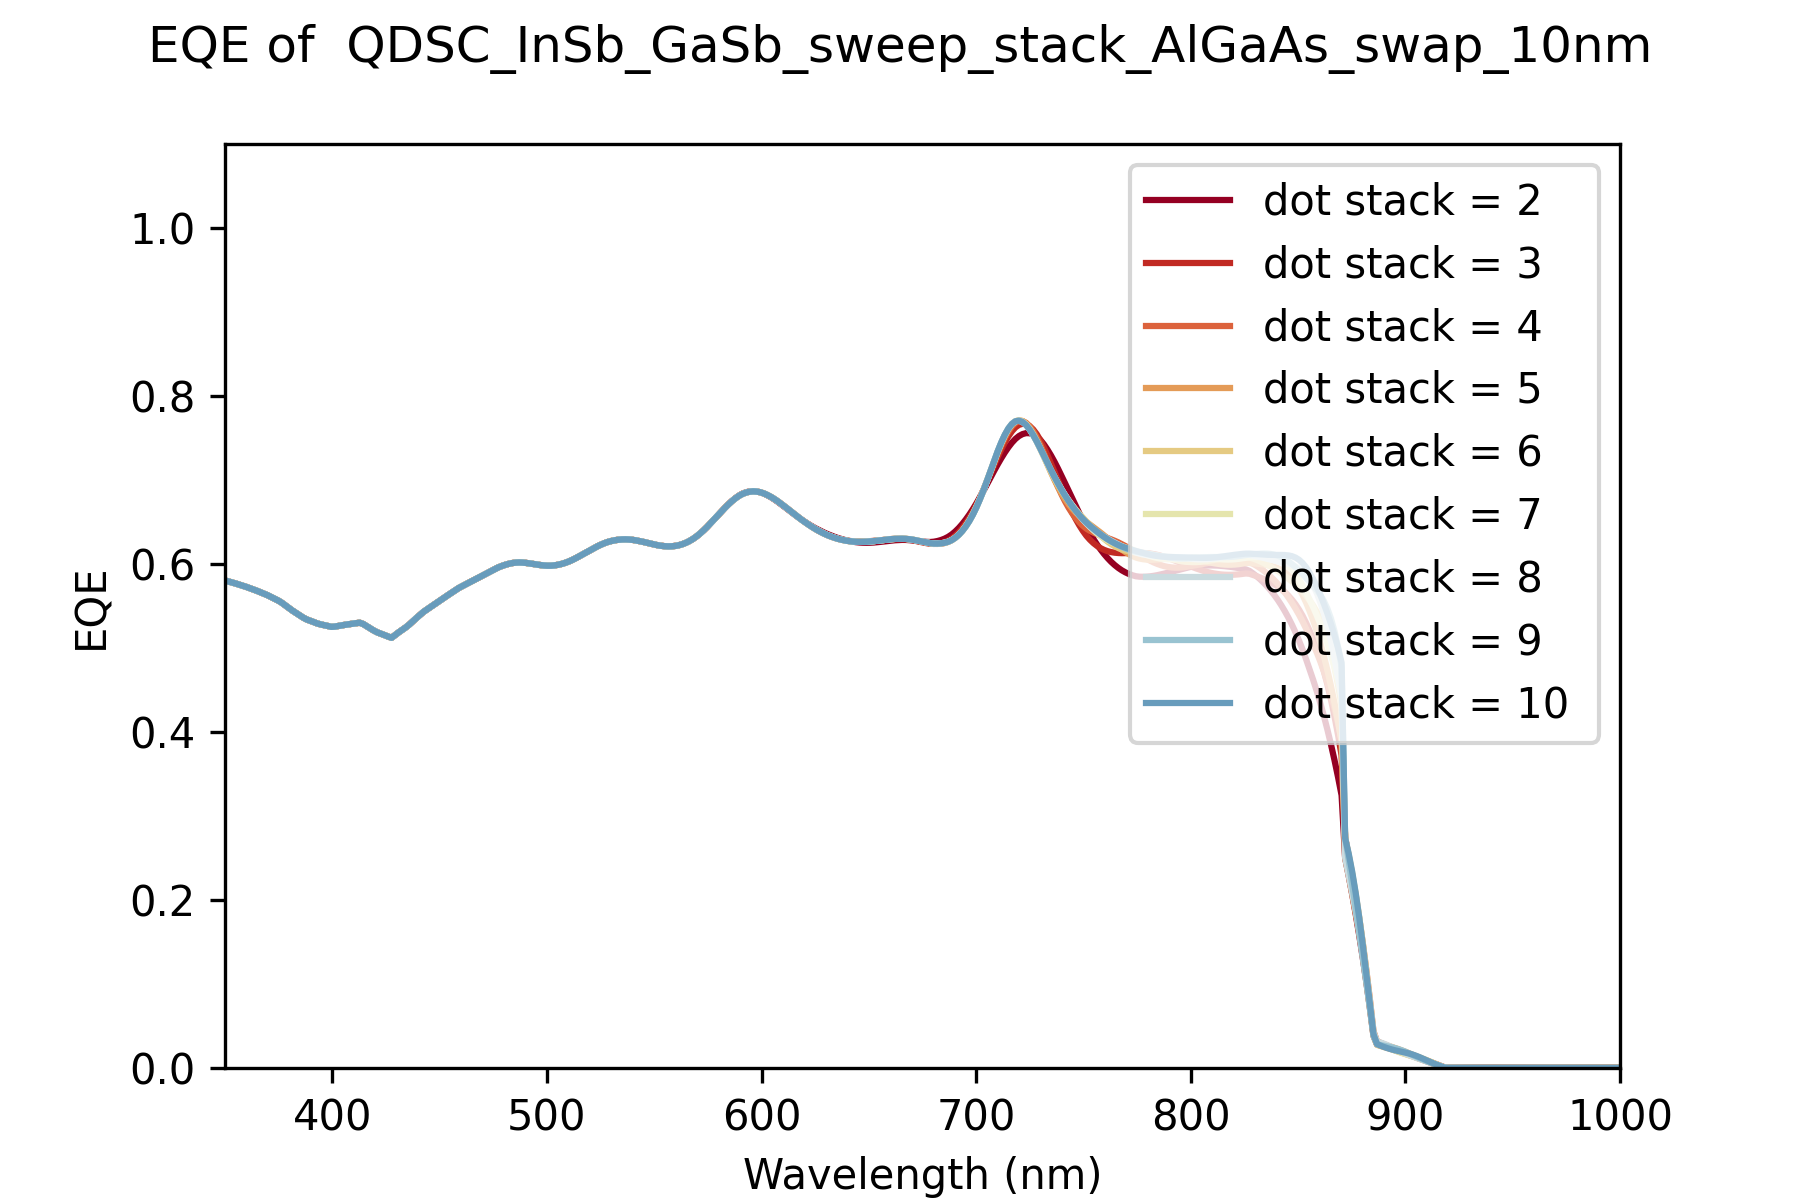 EQE of  QDSC_InSb_GaSb_sweep_stack_AlGaAs_swap_10nm
EQE
1.0
0.8
0.6
0.4
0.2
0.0
dot stack = 2
dot stack = 3
dot stack = 4
dot stack = 5
dot stack = 6
dot stack = 7
dot stack = 8
dot stack = 9
dot stack = 10
400 500 600 700 800 900 1000
Wavelength (nm)